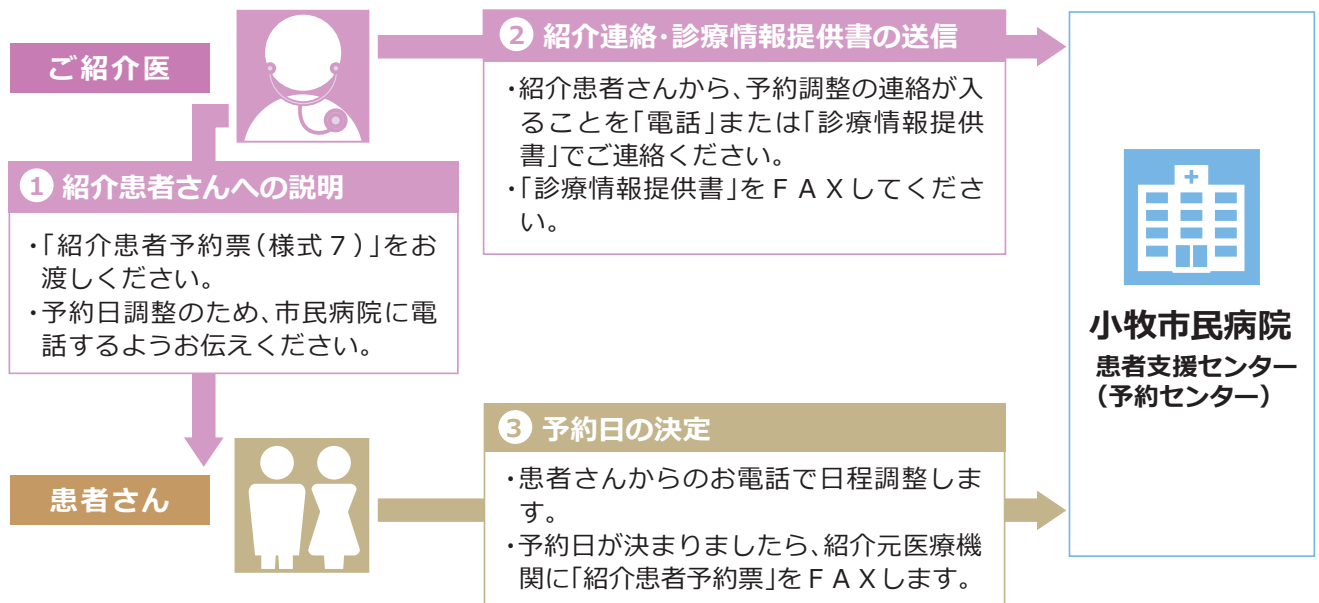 ご紹介医
❶ 紹介患者さんへの説明
・「紹介患者予約票（様式７）」をお
渡しください。
・予約日調整のため、市民病院に電
話するようお伝えください。
❷ 紹介連絡・診療情報提供書の送信
・紹介患者さんから、予約調整の連絡が入
ることを「電話」または「診療情報提供
書」でご連絡ください。
・「診療情報提供書」をＦＡＸしてくださ
い。
患者さん
❸ 予約日の決定
・患者さんからのお電話で日程調整しま
す。
・予約日が決まりましたら、紹介元医療機
関に「紹介患者予約票」をＦＡＸします。
小牧市民病院
患者支援センター
（予約センター）